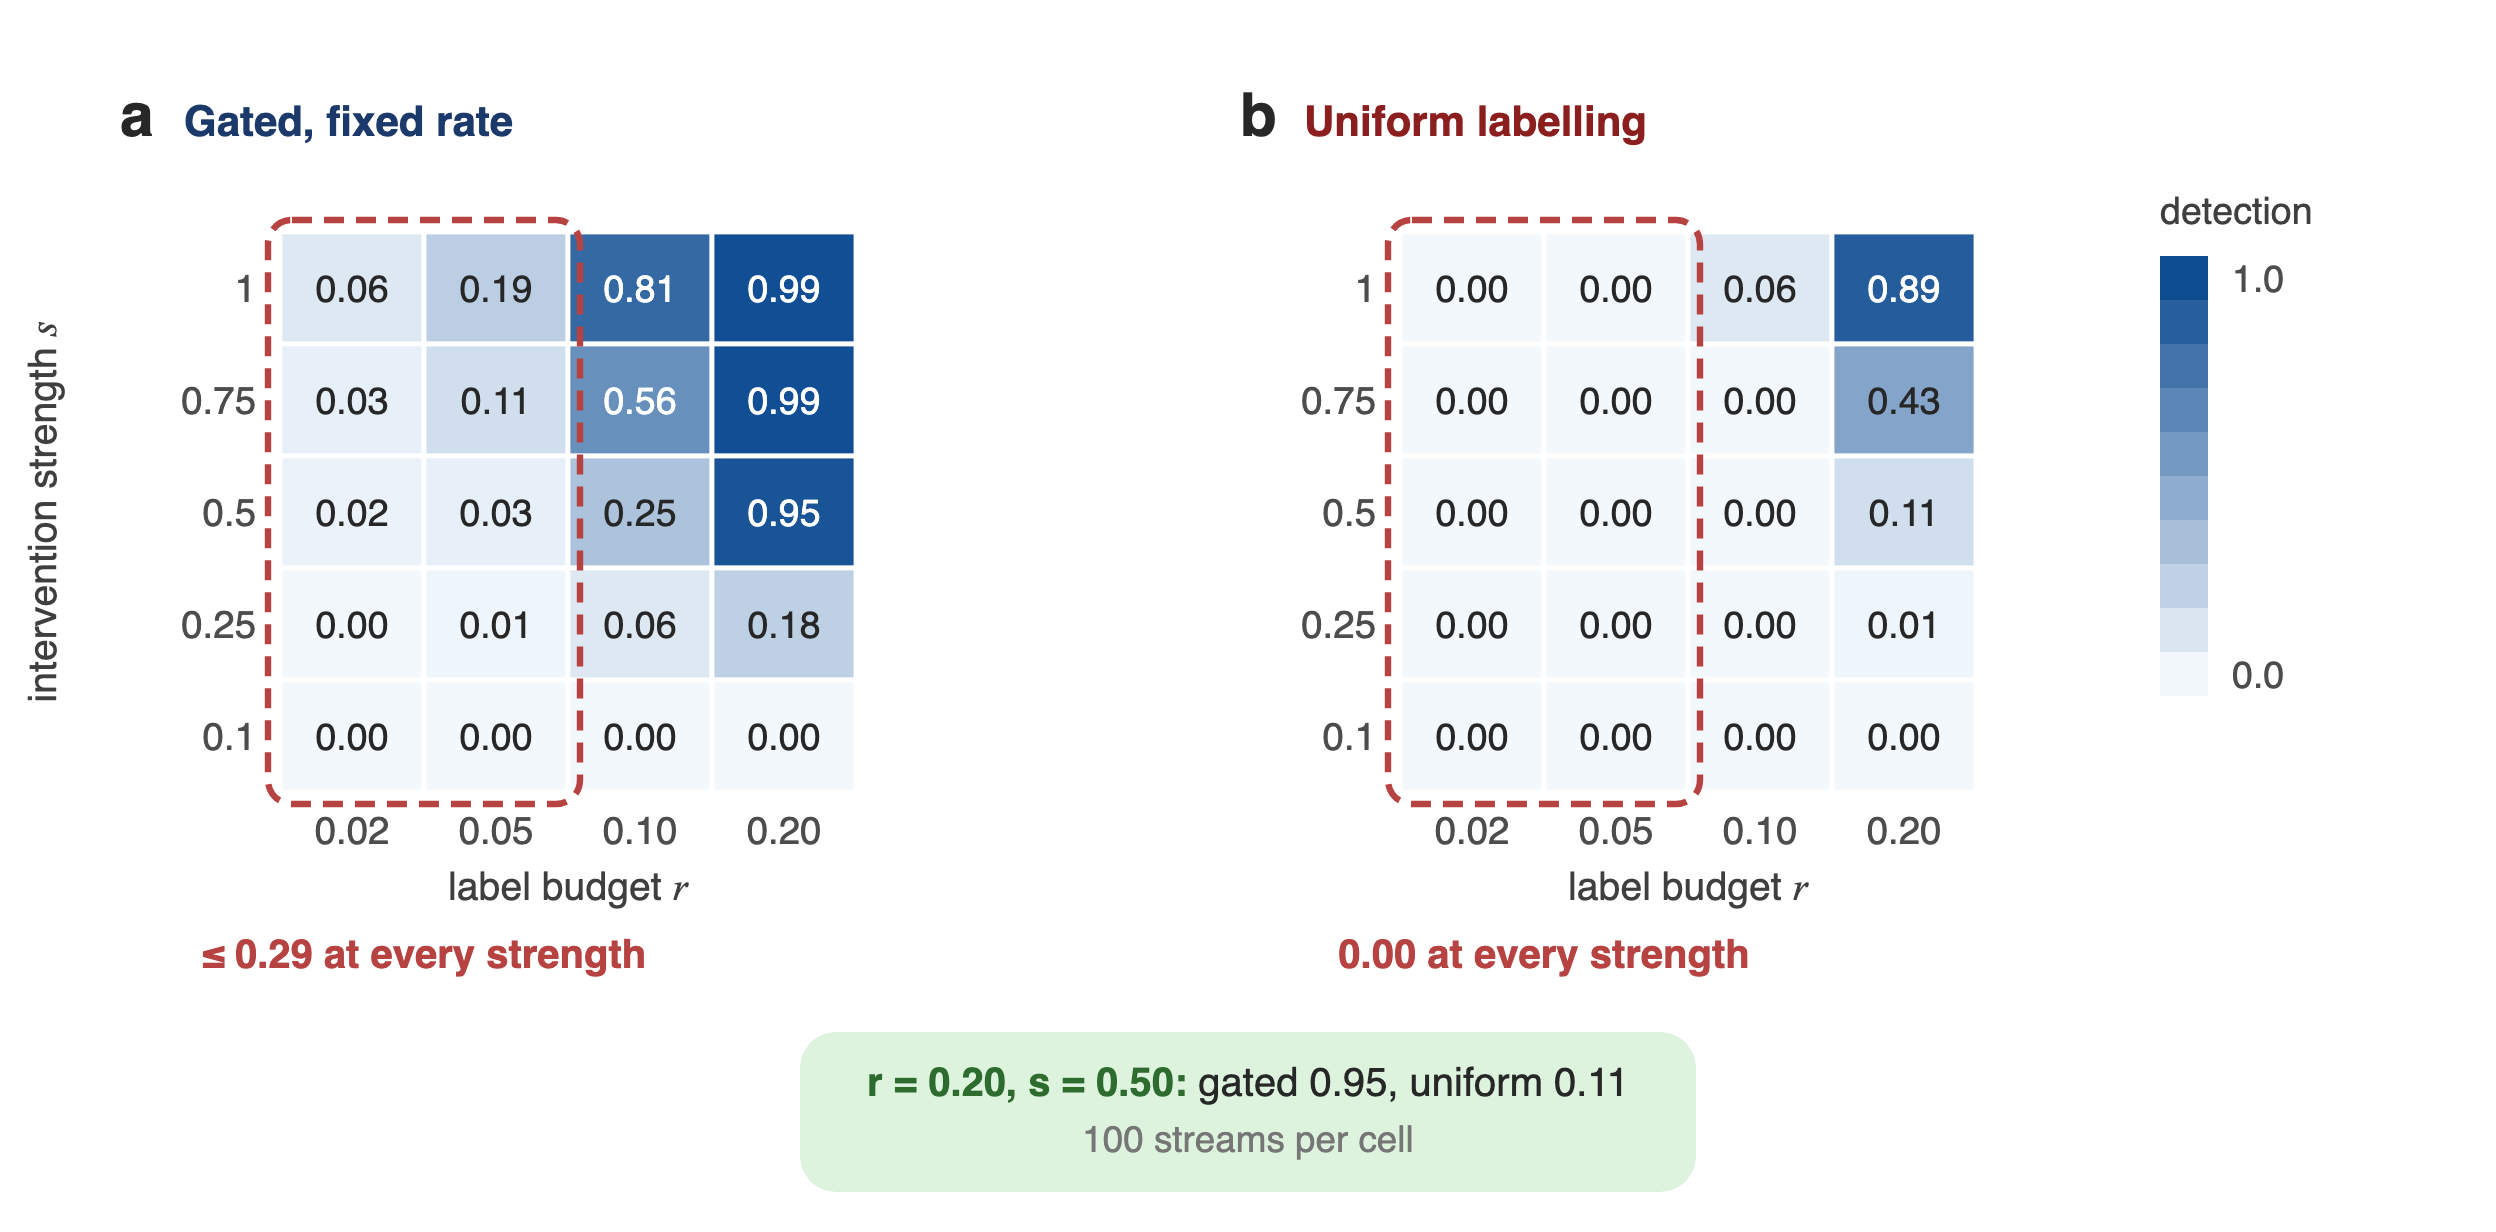 a Gated, fixed rate
intervention strength s
1 0.06 0.19 0.81 0.99
0.75 0.03 0.11 0.56 0.99
0.5 0.02 0.03 0.25 0.95
0.25 0.00 0.01 0.06 0.18
0.1 0.00 0.00 0.00 0.00
0.02 0.05 0.10 0.20
label budget r
≤ 0.29 at every strength
b Uniform labelling
1 0.00 0.00 0.06 0.89
0.75 0.00 0.00 0.00 0.43
0.5 0.00 0.00 0.00 0.11
0.25 0.00 0.00 0.00 0.01
0.1 0.00 0.00 0.00 0.00
0.02 0.05 0.10 0.20
label budget r
0.00 at every strength
detection
1.0
0.0
r = 0.20, s = 0.50: gated 0.95, uniform 0.11
100 streams per cell